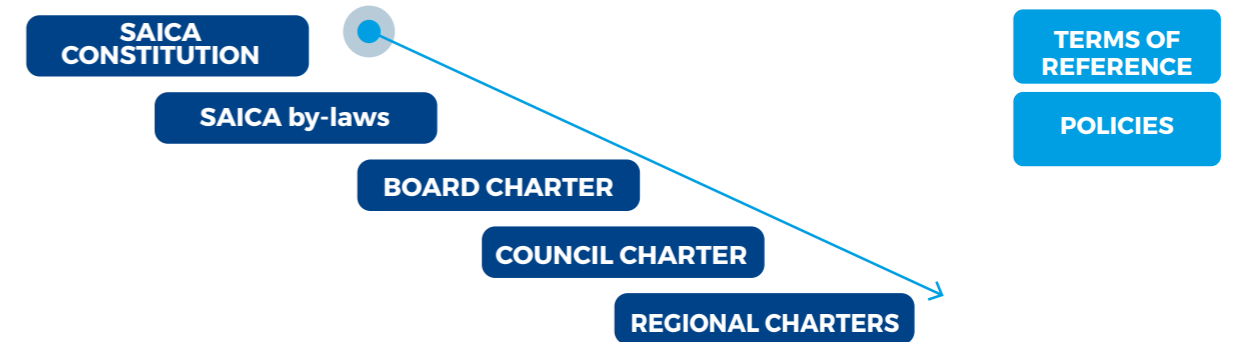 SAICA
CONSTITUTION
SAICA by-laws
BOARD CHARTER
COUNCIL CHARTER
REGIONAL CHARTERS
TERMS OF
REFERENCE
POLICIES